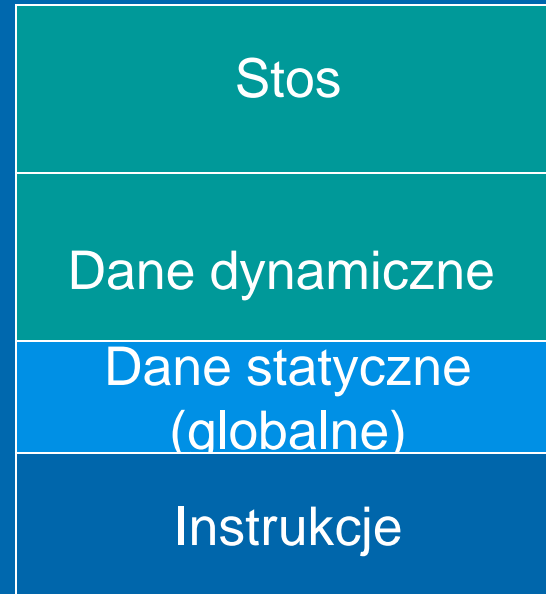 Stos
Dane dynamiczne
Dane statyczne
(globalne)
Instrukcje